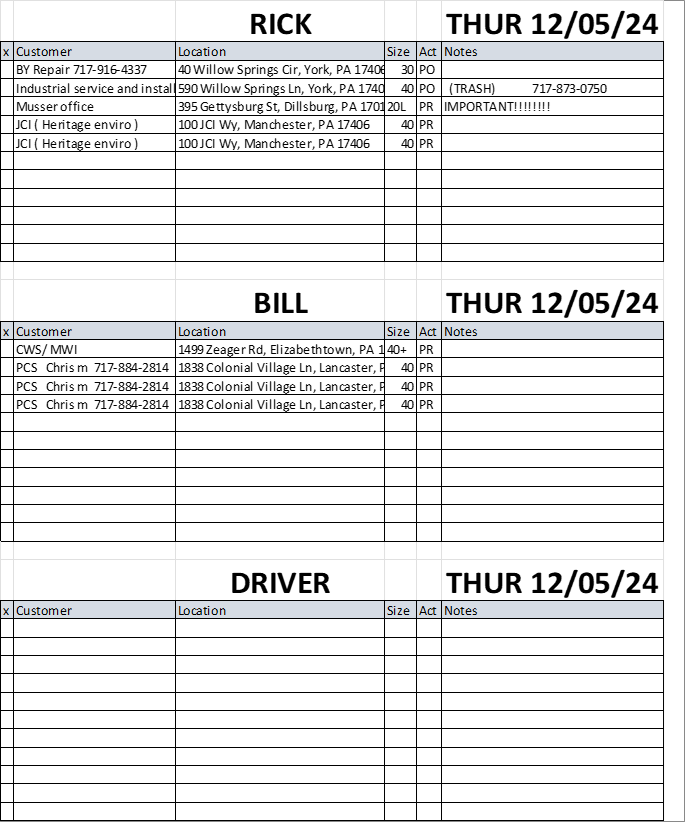 RICK THUR 12/05/24
x Customer Location Size Act Notes
BY Repair 717-916-4337 40 Willow Springs Cir, York, PA 17406 30 PO
Industrial service and install 590 Willow Springs Ln, York, PA 1740 40 PO (TRASH) 717-873-0750
Musser office 395 Gettysburg St, Dillsburg, PA 1701 20L PR IMPORTANT!!!!!!!!
JCI ( Heritage enviro ) 100 JCI Wy, Manchester, PA 17406 40 PR
JCI ( Heritage enviro ) 100 JCI Wy, Manchester, PA 17406 40 PR
BILL THUR 12/05/24
x Customer Location Size Act Notes
CWS/ MWI 1499 Zeager Rd, Elizabethtown, PA 1 40+ PR
PCS Chris m 717-884-2814 1838 Colonial Village Ln, Lancaster, P 40 PR
PCS Chris m 717-884-2814 1838 Colonial Village Ln, Lancaster, P 40 PR
PCS Chris m 717-884-2814 1838 Colonial Village Ln, Lancaster, P 40 PR
DRIVER THUR 12/05/24
x Customer Location Size Act Notes